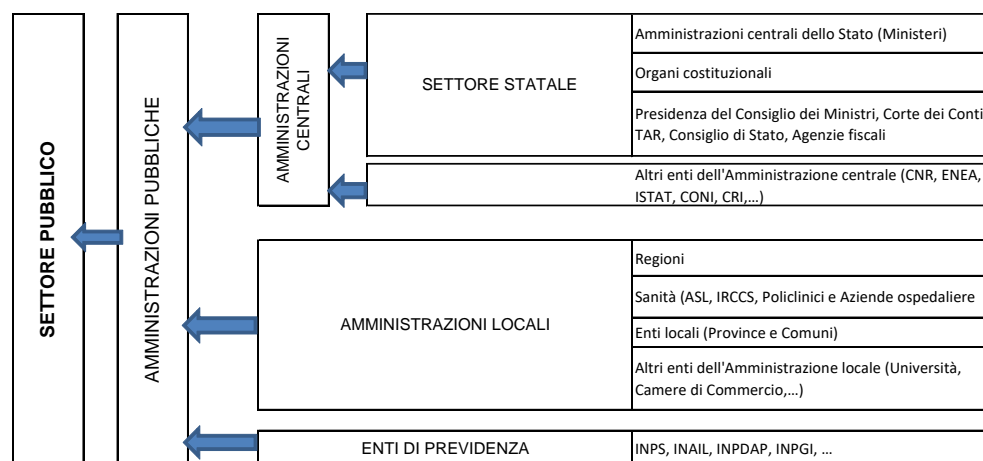 SETTORE PUBBLICO
AMMINISTRAZIONI PUBBLICHE
AMMINISTRAZIONI
CENTRALI
SETTORE STATALE
Amministrazioni centrali dello Stato (Ministeri)
Organi costituzionali
Presidenza del Consiglio dei Ministri, Corte dei Conti
TAR, Consiglio di Stato, Agenzie fiscali
Altri enti dell'Amministrazione centrale (CNR, ENEA,
ISTAT, CONI, CRI,...)
AMMINISTRAZIONI LOCALI
Regioni
Sanità (ASL, IRCCS, Policlinici e Aziende ospedaliere
Enti locali (Province e Comuni)
Altri enti dell'Amministrazione locale (Università,
Camere di Commercio,...)
ENTI DI PREVIDENZA
INPS, INAIL, INPDAP, INPGI, ...